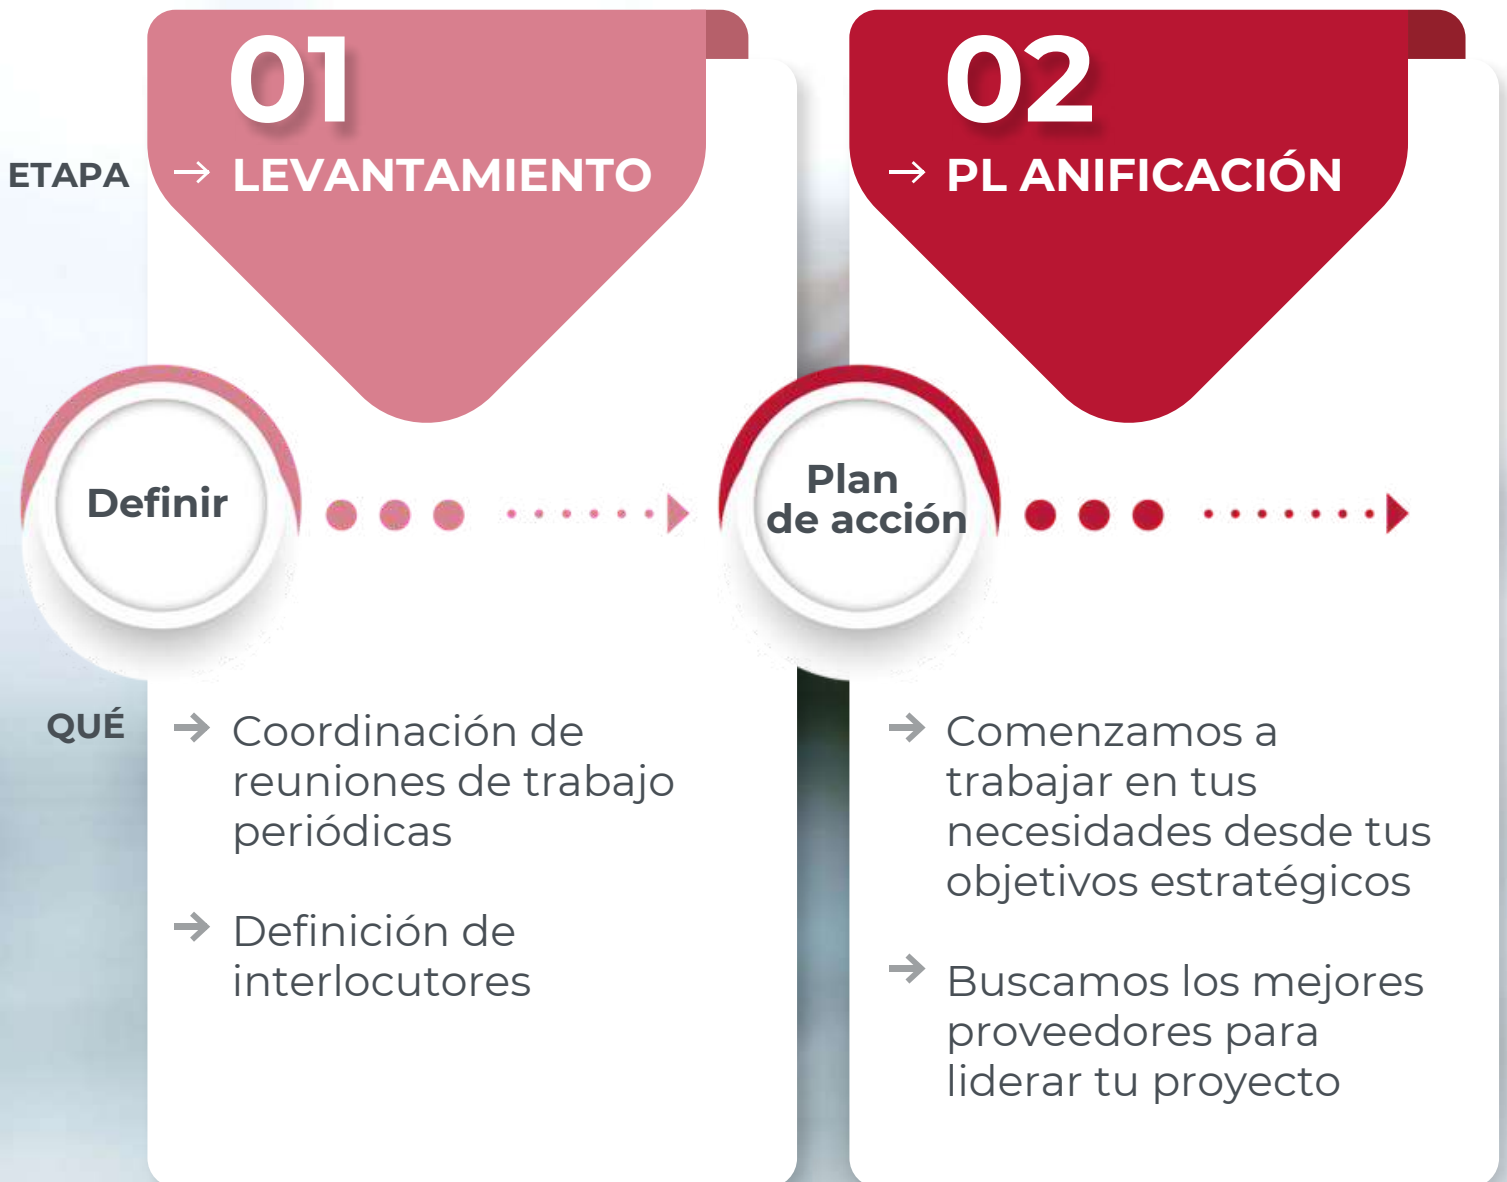 01
ETAPA → LEVANTAMIENTO
Definir
QUÉ
→ Coordinación de
reuniones de trabajo
periódicas
→ Definición de
interlocutores
02
→ PL ANIFICACIÓN
Plan
de acción
→ Comenzamos a
trabajar en tus
necesidades desde tus
objetivos estratégicos
→ Buscamos los mejores
proveedores para
liderar tu proyecto